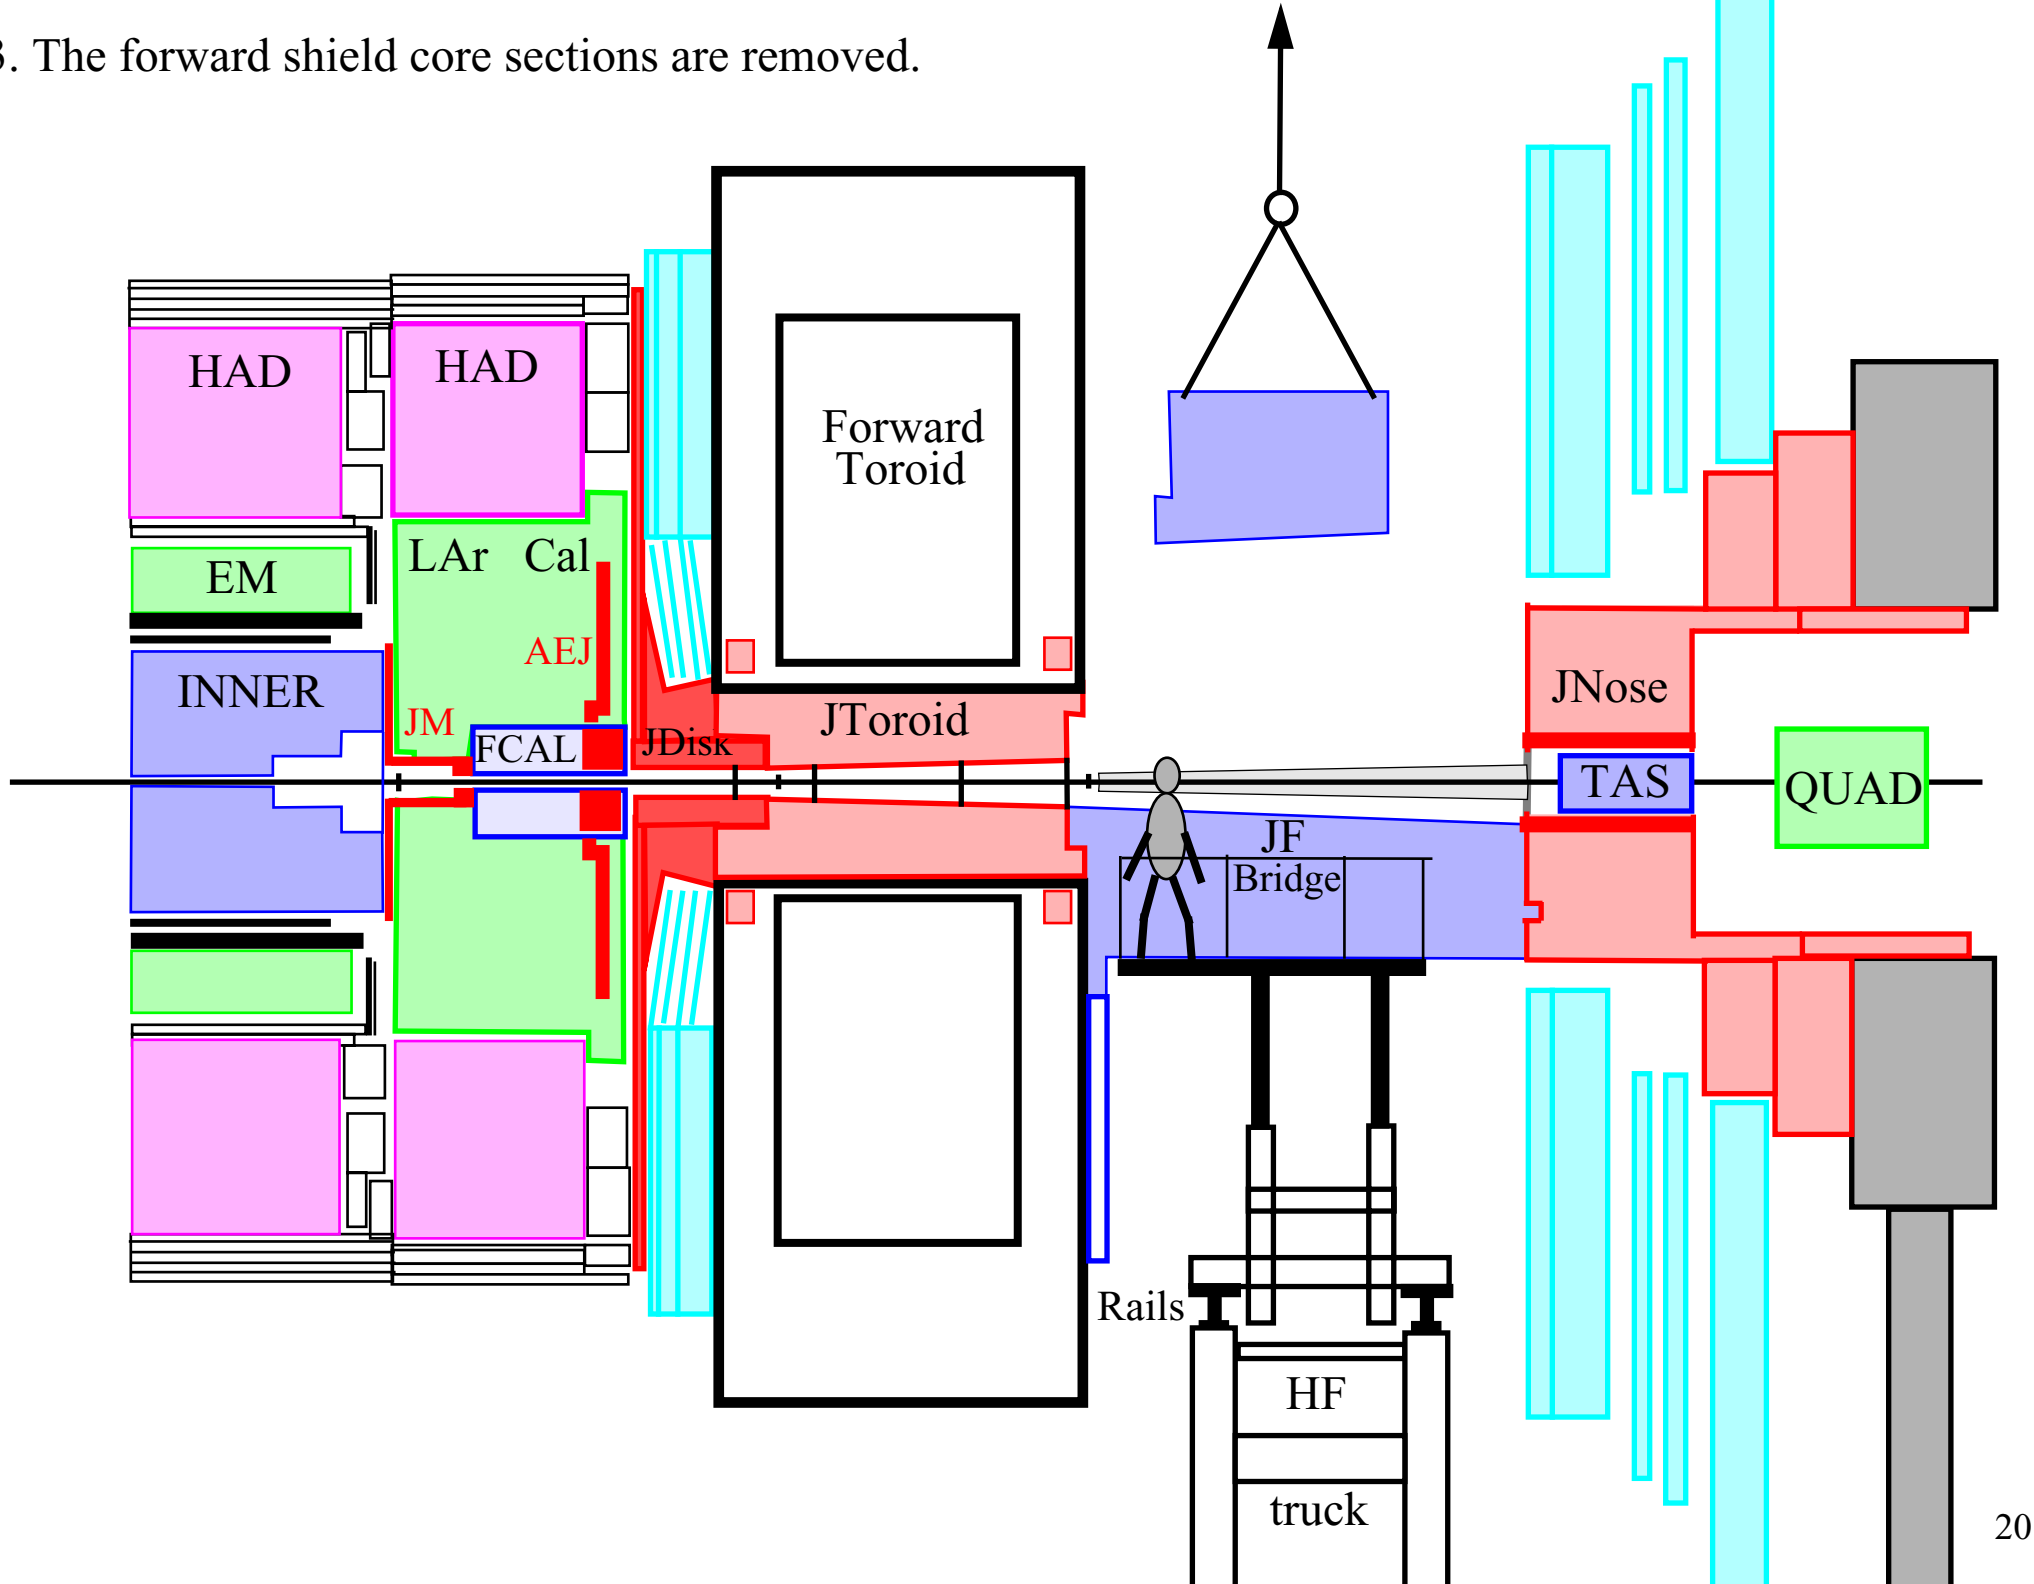 3. The forward shield core sections are removed.
HAD
HAD
Forward
Toroid
LAr Cal
EM
AEJ
INNER
JM
FCAL
JDisk
JToroid
JNose
TAS
QUAD
JF
Bridge
Rails
HF
truck
20